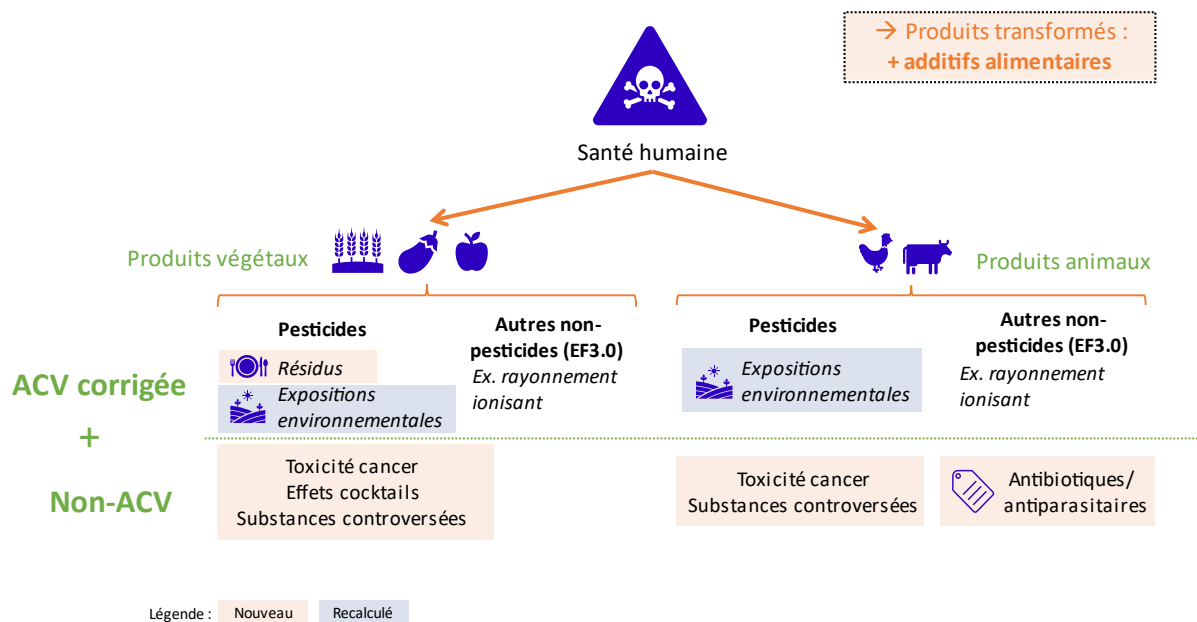 → Produits transformés :
+ additifs alimentaires
Santé humaine
Produits végétaux
Produits animaux
Pesticides
Autres non-
pesticides (EF3.0)
Résidus
Ex. rayonnement
ionisant
Expositions
environnementales
Pesticides
Autres non-
pesticides (EF3.0)
Expositions
environnementales
Ex. rayonnement
ionisant
ACV corrigée
+
Non-ACV
Toxicité cancer
Effets cocktails
Substances controversées
Toxicité cancer
Substances controversées
Antibiotiques/
antiparasitaires
Légende :
Nouveau
Recalculé